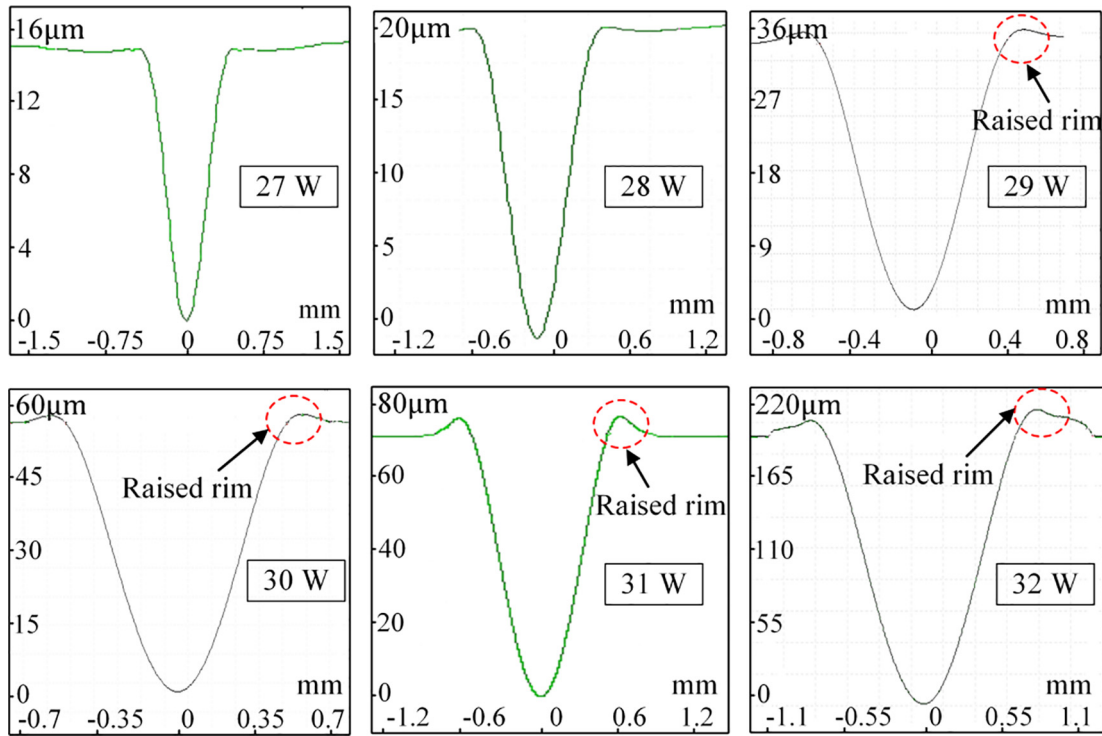 16μm
12
8
4
0
27 W
mm
-1.5 -0.75 0 0.75 1.5
20μm
15
10
5
0
28 W
mm
-1.2 -0.6 0 0.6 1.2
36μm
27
18
9
0
Raised rim
29 W
mm
-0.8 -0.4 0 0.4 0.8
60μm
45
30
15
0
Raised rim
30 W
mm
-0.7 -0.35 0 0.35 0.7
80μm
60
40
20
0
Raised rim
31 W
mm
-1.2 -0.6 0 0.6 1.2
220μm
165
110
55
0
Raised rim
32 W
mm
-1.1 -0.55 0 0.55 1.1